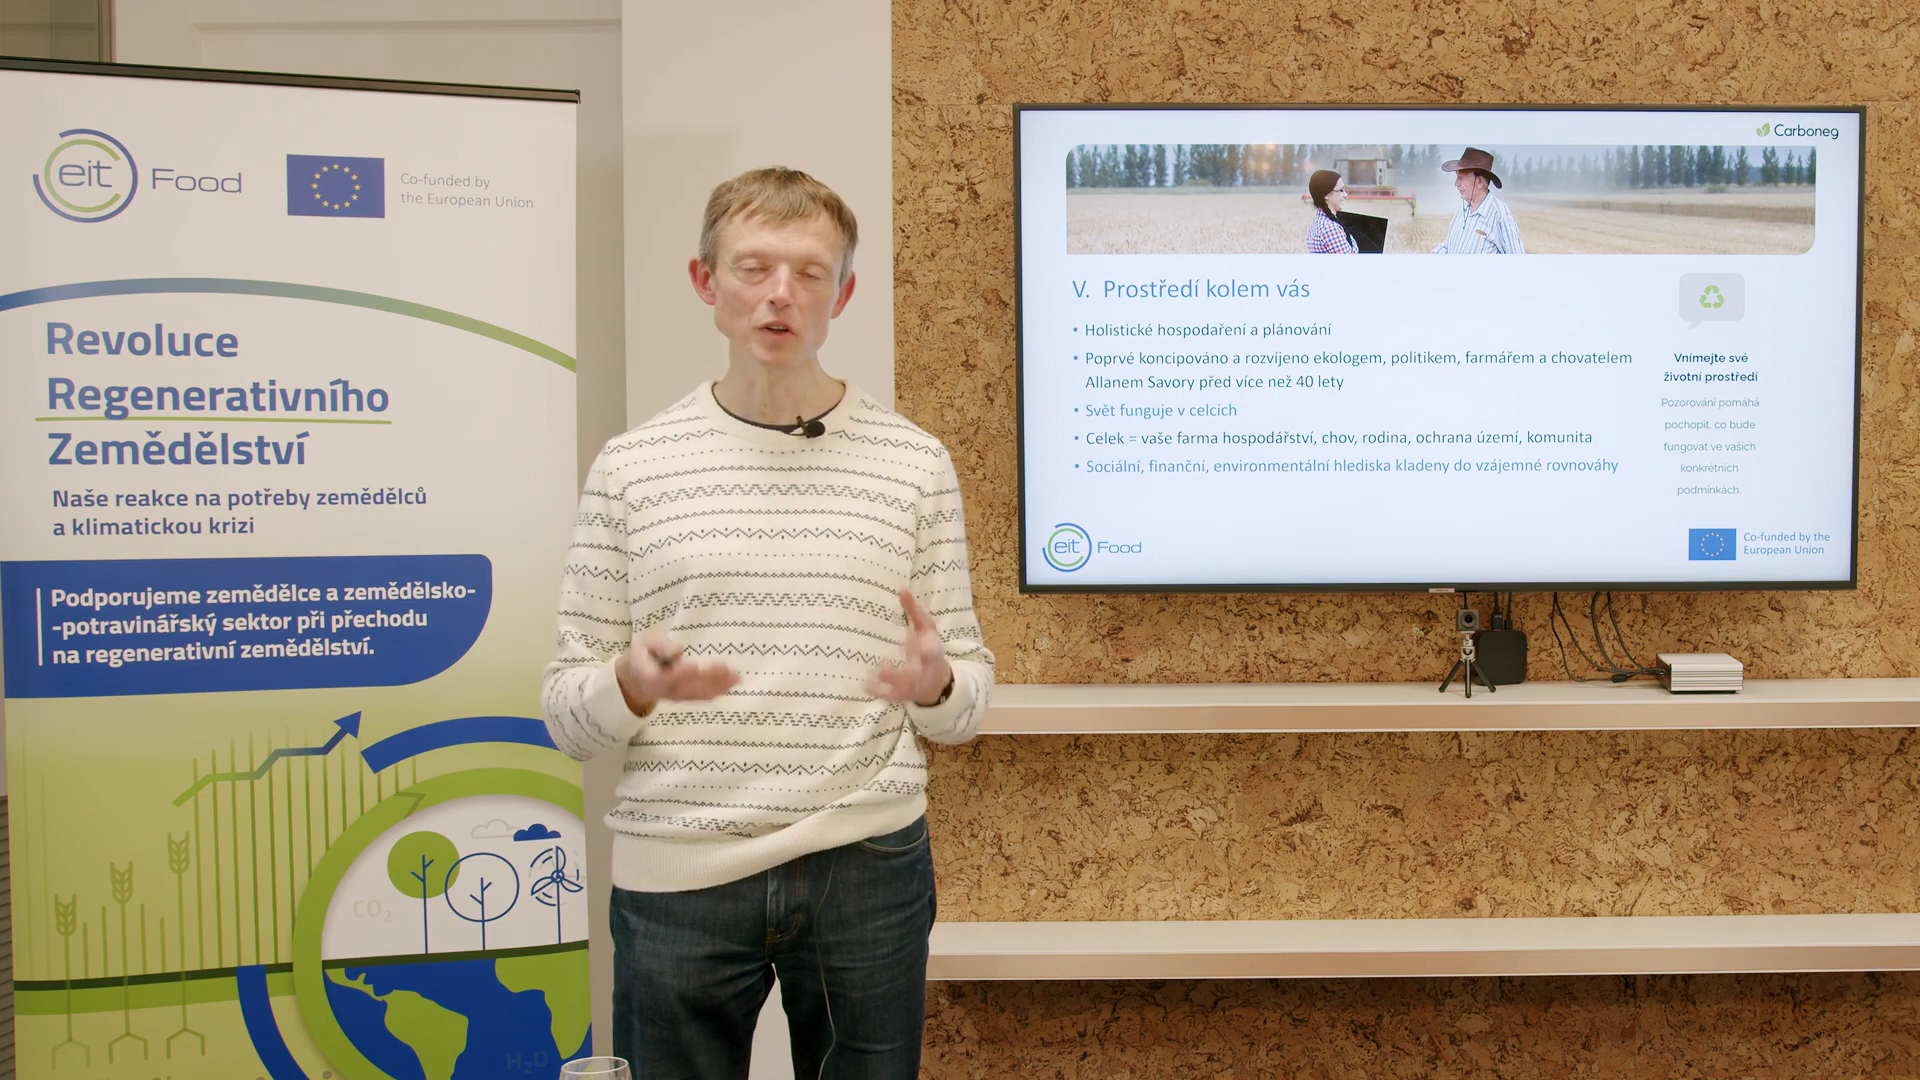 eit Food
Co-funded by
the European Union
Revoluce
Regenerativního
Zemědělství
Naše reakce na potřeby zemědělců
a klimatickou krizi
Podporujeme zemědělce a zemědělsko-
-potravinářský sektor při přechodu
na regenerativní zemědělství.
CO₂
H₂O
Carboneg
V. Prostředí kolem vás
• Holistické hospodaření a plánování
• Poprvé koncipováno a rozvíjeno ekologem, politikem, farmářem a chovatelem
Allanem Savory před více než 40 lety
• Svět funguje v celcích
• Celek = vaše farma hospodářství, chov, rodina, ochrana území, komunita
• Sociální, finanční, environmentální hlediska kladeny do vzájemné rovnováhy
Vnímejte své
životní prostředí
Pozorování pomáhá
pochopit, co bude
fungovat ve vašich
konkrétních
podmínkách.
eit Food
Co-funded by the
European Union